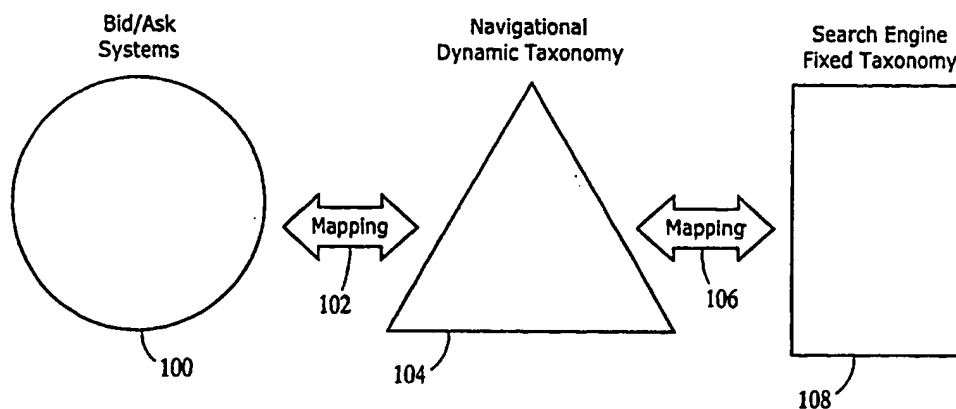 Bid/Ask
Systems
Navigational
Dynamic Taxonomy
Search Engine
Fixed Taxonomy
Mapping
Mapping
102
106
100
104
108